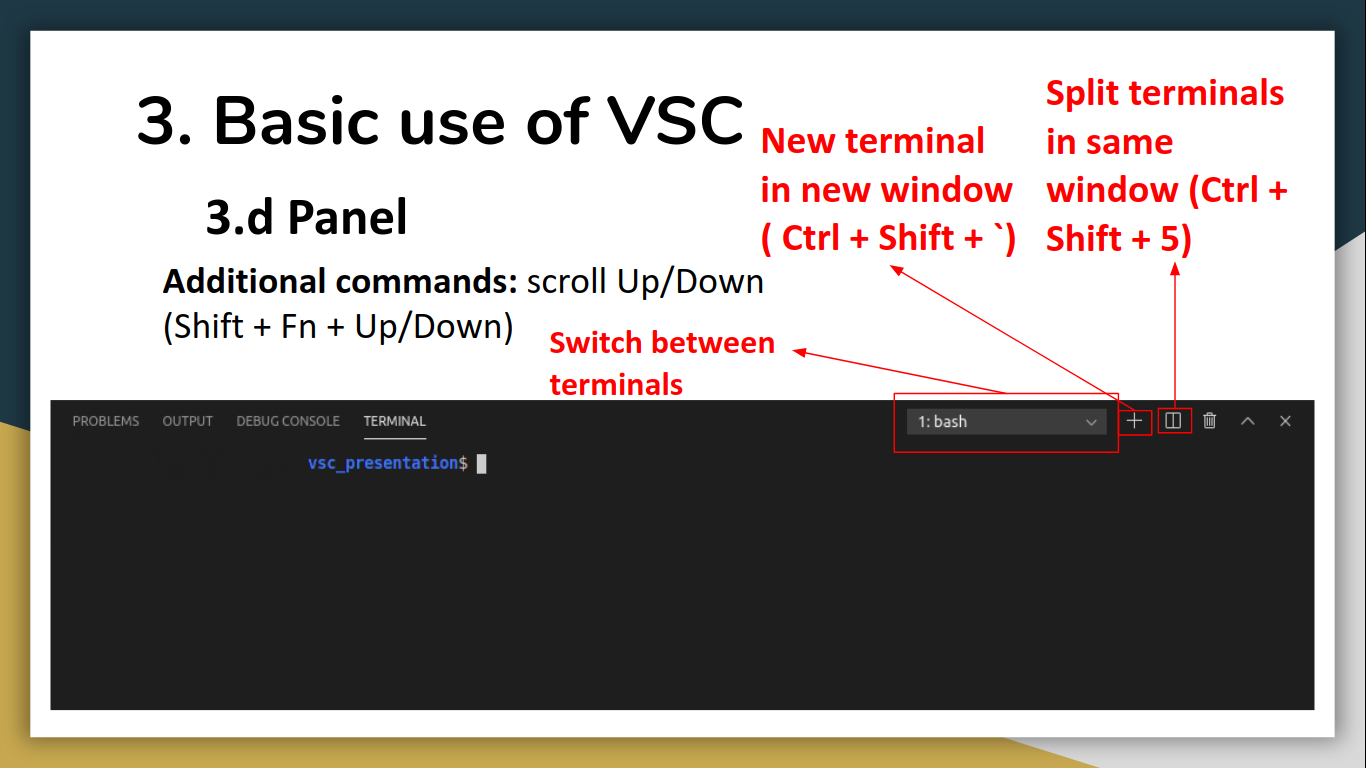 3. Basic use of VSC
3.d Panel
Additional commands: scroll Up/Down
(Shift + Fn + Up/Down)
New terminal
in new window
( Ctrl + Shift + `)
Split terminals
in same
window (Ctrl +
Shift + 5)
Switch between
terminals
PROBLEMS OUTPUT DEBUG CONSOLE TERMINAL 1: bash
vsc_presentation$